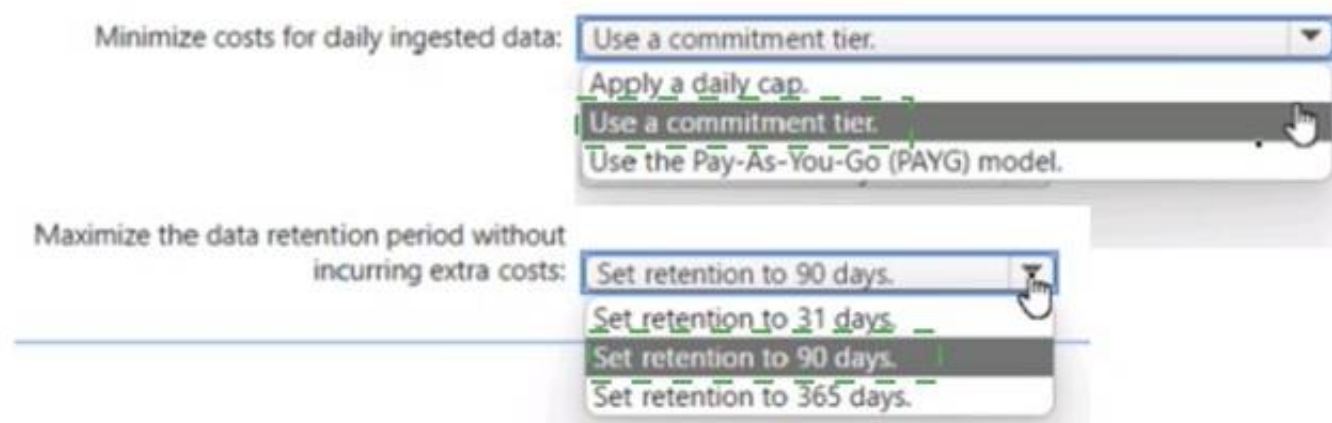 Minimize costs for daily ingested data: Use a commitment tier.
Apply a daily cap.
Use a commitment tier.
Use the Pay-As-You-Go (PAYG) model.
Maximize the data retention period without
incurring extra costs: Set retention to 90 days.
Set retention to 31 days.
Set retention to 90 days.
Set retention to 365 days.